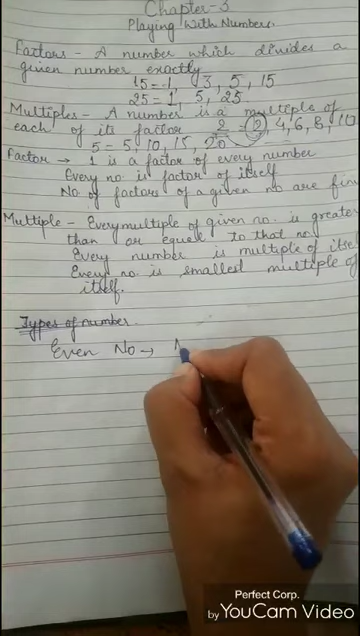 Chapter-3
Playing With Numbers
Factors - A number which divides a
given number exactly
15 = 1, 3, 5, 15
25 = 1, 5, 25
Multiples - A number is a multiple of
each of its factor 2 = 2, 4, 6, 8, 10
5 = 5, 10, 15, 20
Factor → 1 is a factor of every number
Every no. is factor of itself
No of factors of a given no are fin
Multiple - Every multiple of given no. is greater
than or equal to that no.
Every number is multiple of itse
Every no is smallest multiple of
itself.
Types of number
Even No →
Perfect Corp.
by YouCam Video